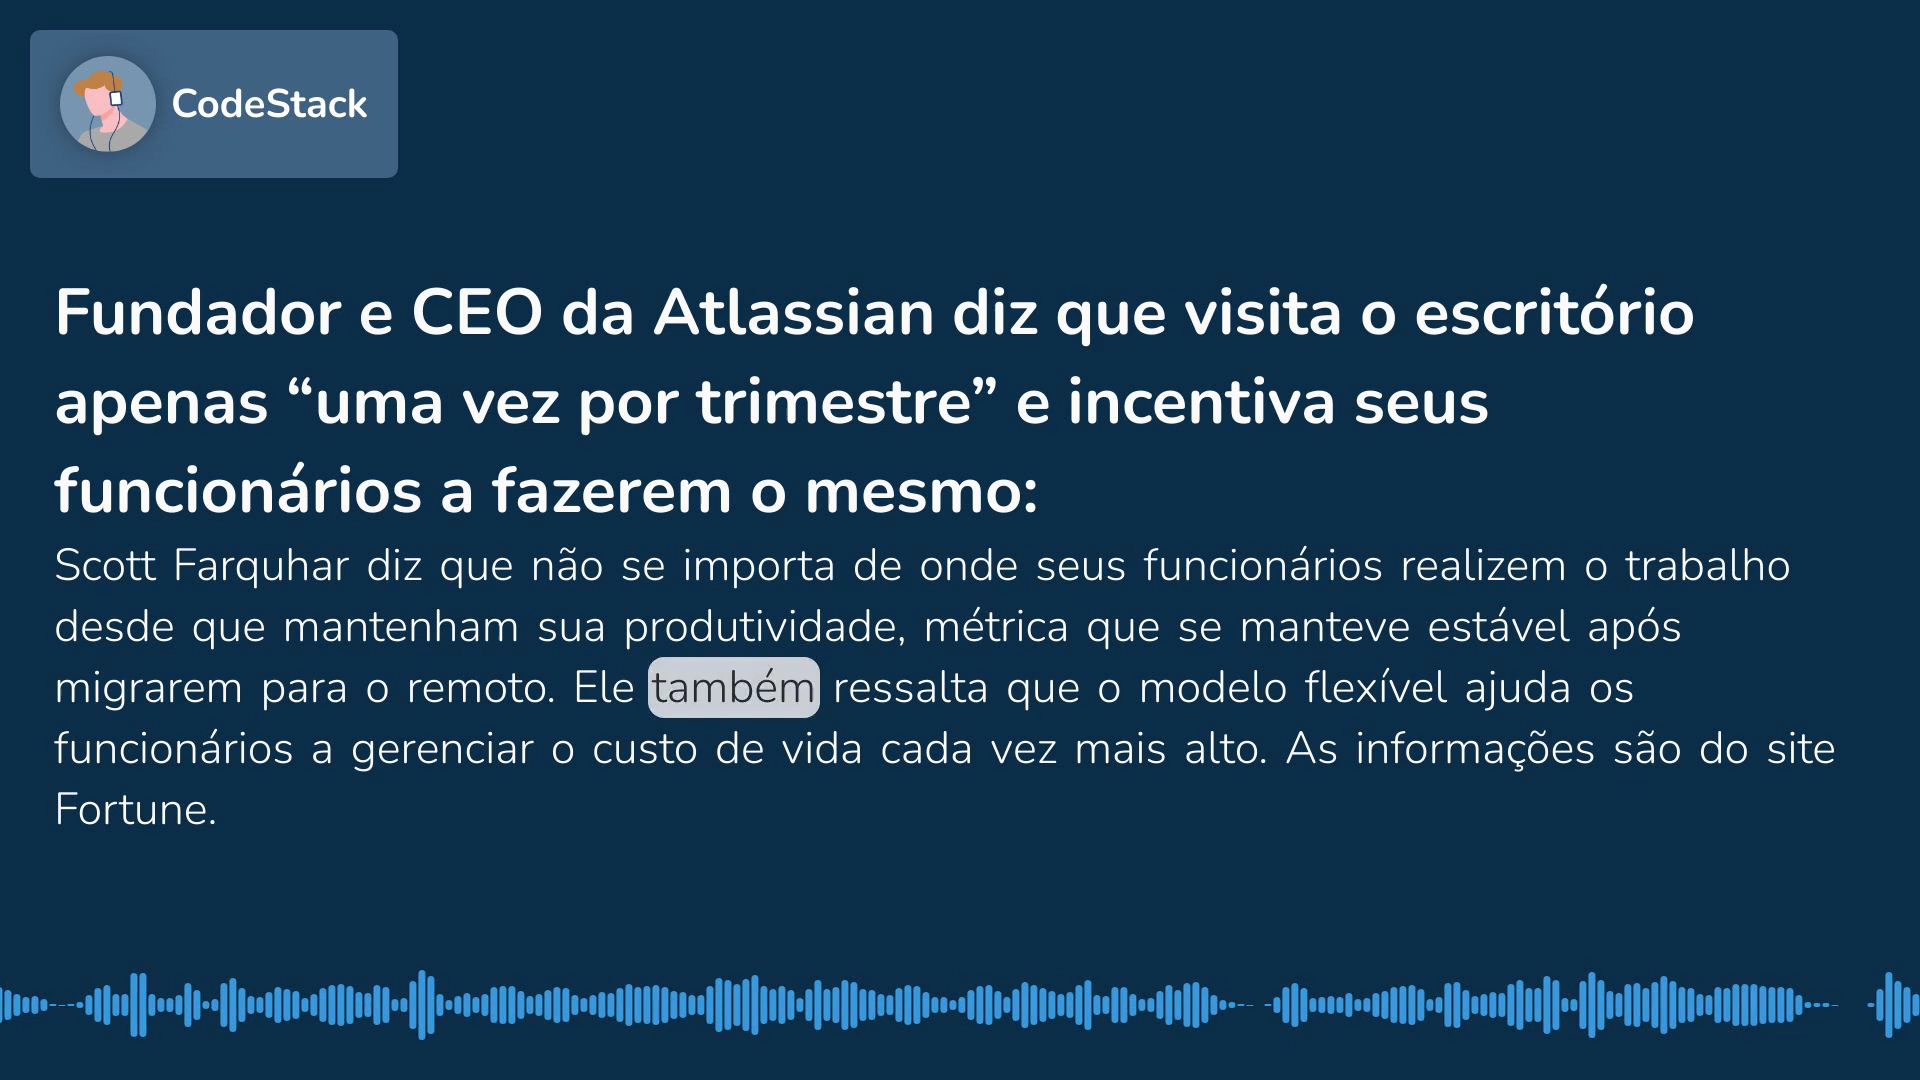 CodeStack
Fundador e CEO da Atlassian diz que visita o escritório
apenas “uma vez por trimestre” e incentiva seus
funcionários a fazerem o mesmo:
Scott Farquhar diz que não se importa de onde seus funcionários realizem o trabalho
desde que mantenham sua produtividade, métrica que se manteve estável após
migrarem para o remoto. Ele também ressalta que o modelo flexível ajuda os
funcionários a gerenciar o custo de vida cada vez mais alto. As informações são do site
Fortune.